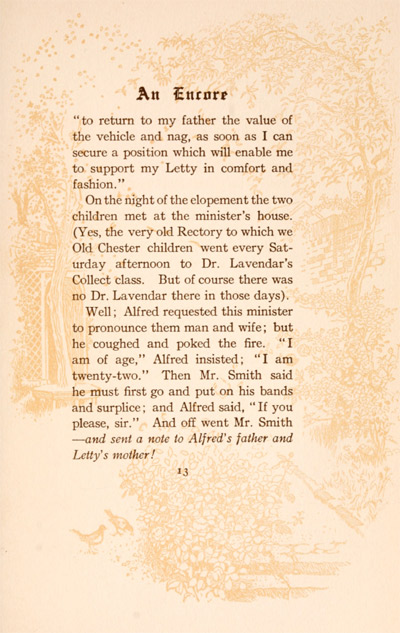 An Encore
"to return to my father the value of
the vehicle and nag, as soon as I can
secure a position which will enable me
to support my Letty in comfort and
fashion."
On the night of the elopement the two
children met at the minister's house.
(Yes, the very old Rectory to which we
Old Chester children went every Sat-
urday afternoon to Dr. Lavendar's
Collect class. But of course there was
no Dr. Lavendar there in those days).
Well; Alfred requested this minister
to pronounce them man and wife; but
he coughed and poked the fire. "I
am of age," Alfred insisted; "I am
twenty-two." Then Mr. Smith said
he must first go and put on his bands
and surplice; and Alfred said, "If you
please, sir." And off went Mr. Smith
—and sent a note to Alfred's father and
Letty's mother!
13